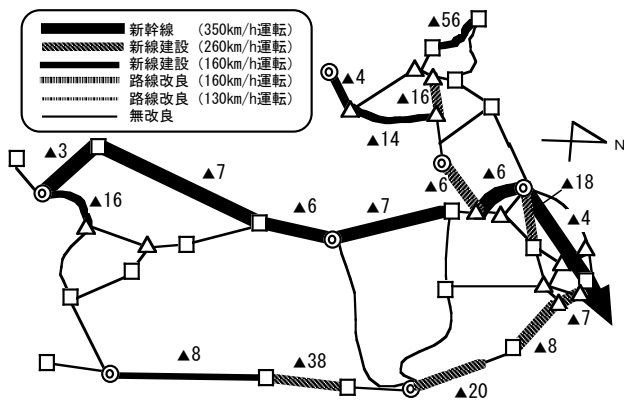 新幹線 (350km/h運転)
新線建設 (260km/h運転)
新線建設 (160km/h運転)
路線改良 (160km/h運転)
路線改良 (130km/h運転)
無改良
▲56
▲4
▲16
▲14
N
▲3
▲7
▲6
▲6
▲18
▲16
▲6
▲7
▲4
▲7
▲8
▲8
▲38
▲20